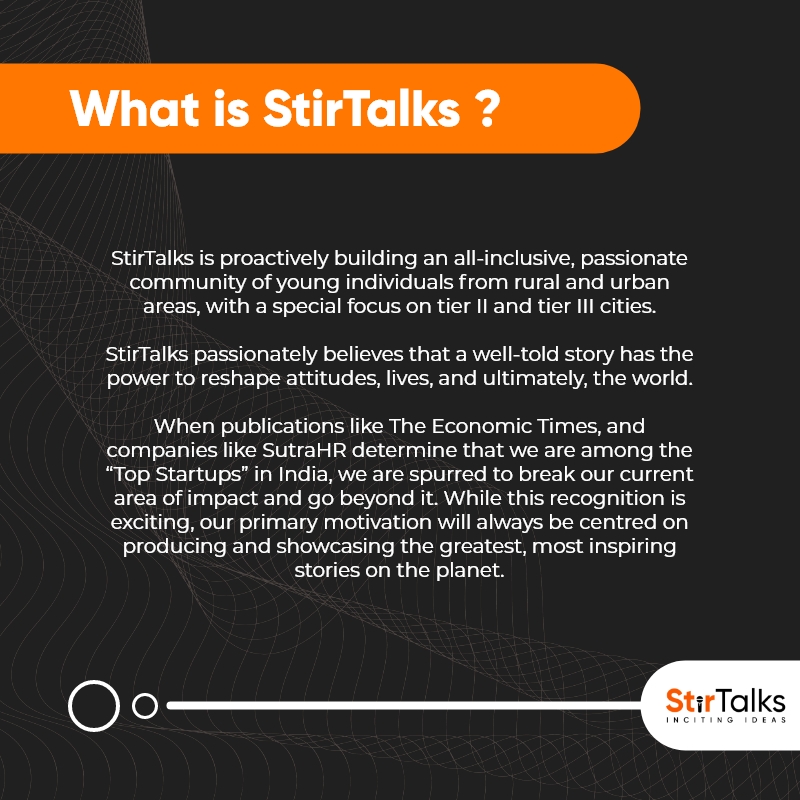 What is StirTalks ?
StirTalks is proactively building an all-inclusive, passionate
community of young individuals from rural and urban
areas, with a special focus on tier II and tier III cities.
StirTalks passionately believes that a well-told story has the
power to reshape attitudes, lives, and ultimately, the world.
When publications like The Economic Times, and
companies like SutraHR determine that we are among the
“Top Startups” in India, we are spurred to break our current
area of impact and go beyond it. While this recognition is
exciting, our primary motivation will always be centred on
producing and showcasing the greatest, most inspiring
stories on the planet.
StirTalks
INCITING IDEAS